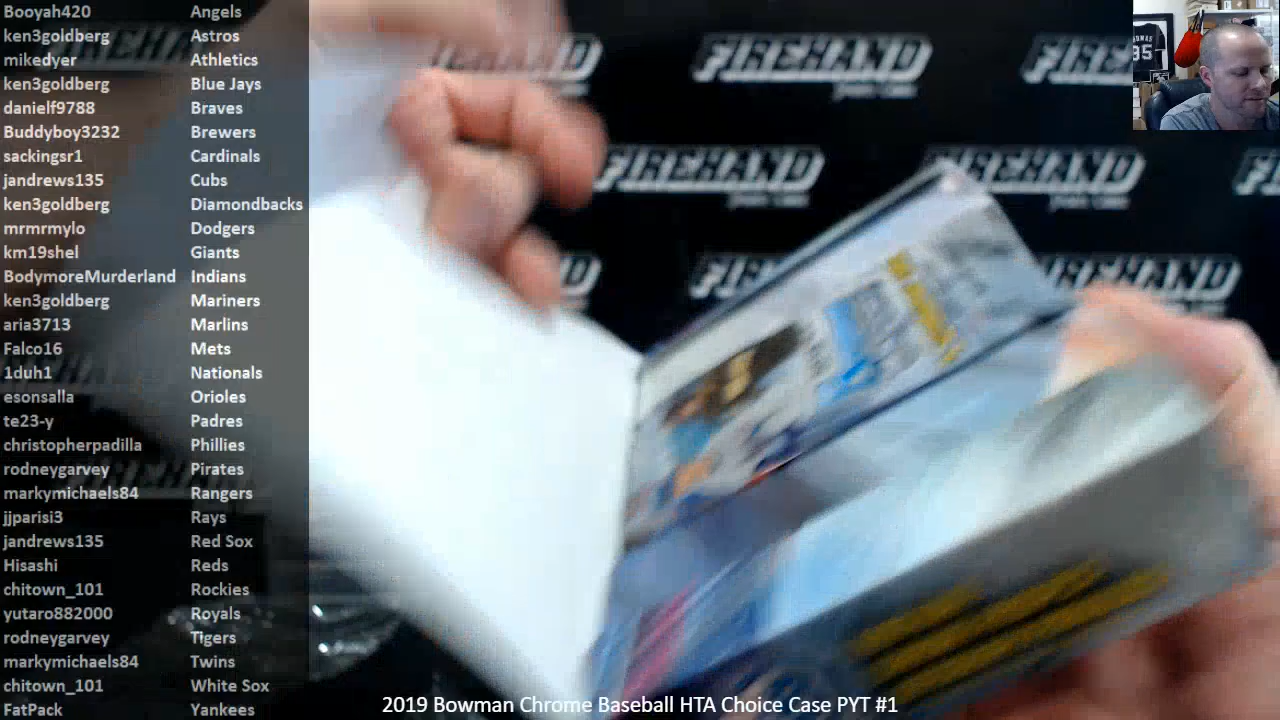 Booyah420 Angels
ken3goldberg Astros
mikedyer Athletics
ken3goldberg Blue Jays
danielf9788 Braves
Buddyboy3232 Brewers
sackingsr1 Cardinals
jandrews135 Cubs
ken3goldberg Diamondbacks
mrmrmylo Dodgers
km19shel Giants
BodymoreMurderland Indians
ken3goldberg Mariners
aria3713 Marlins
Falco16 Mets
1duh1 Nationals
esonsalla Orioles
te23-y Padres
christopherpadilla Phillies
rodneygarvey Pirates
markymichaels84 Rangers
jjparisi3 Rays
jandrews135 Red Sox
Hisashi Reds
chitown_101 Rockies
yutaro882000 Royals
rodneygarvey Tigers
markymichaels84 Twins
chitown_101 White Sox
FatPack Yankees
FIREHAND
FIREHAND
FIRE
FIREHAND
FIREHAND
FIREHAND
FIREHAND
95
2019 Bowman Chrome Baseball HTA Choice Case PYT #1